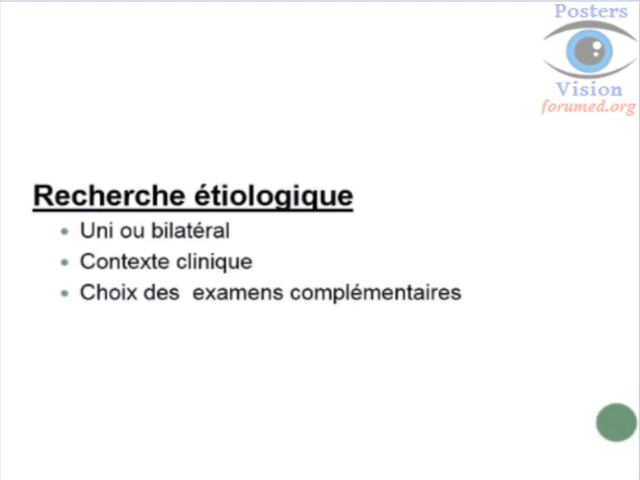 Posters
Vision
forumed.org
Recherche étiologique
Uni ou bilatéral
Contexte clinique
Choix des examens complémentaires